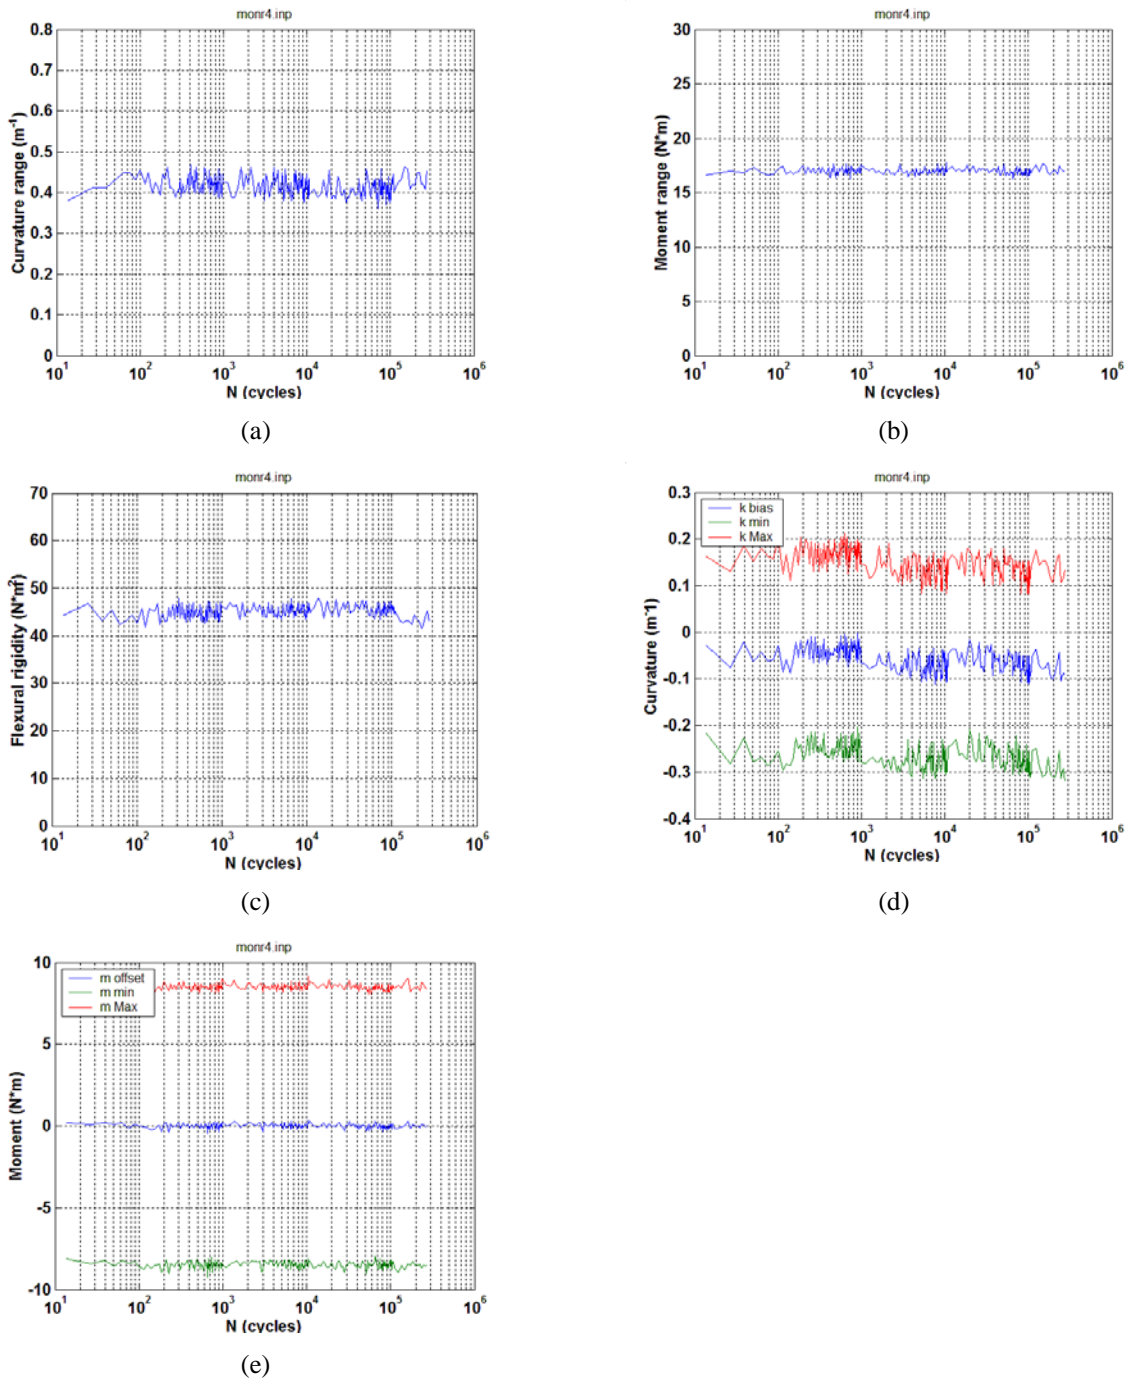 monr4.inp
0.8
0.7
0.6
0.5
0.4
0.3
0.2
0.1
0
Curvature range (m⁻¹)
10¹ 10² 10³ 10⁴ 10⁵ 10⁶
N (cycles)
(a)
monr4.inp
30
25
20
15
10
5
0
Moment range (N*m)
10¹ 10² 10³ 10⁴ 10⁵ 10⁶
N (cycles)
(b)
monr4.inp
70
60
50
40
30
20
10
0
Flexural rigidity (N*m²)
10¹ 10² 10³ 10⁴ 10⁵ 10⁶
N (cycles)
(c)
monr4.inp
k bias
k min
k Max
0.3
0.2
0.1
0
-0.1
-0.2
-0.3
-0.4
Curvature (m⁻¹)
10¹ 10² 10³ 10⁴ 10⁵ 10⁶
N (cycles)
(d)
monr4.inp
m offset
m min
m Max
10
5
0
-5
-10
Moment (N*m)
10¹ 10² 10³ 10⁴ 10⁵ 10⁶
N (cycles)
(e)